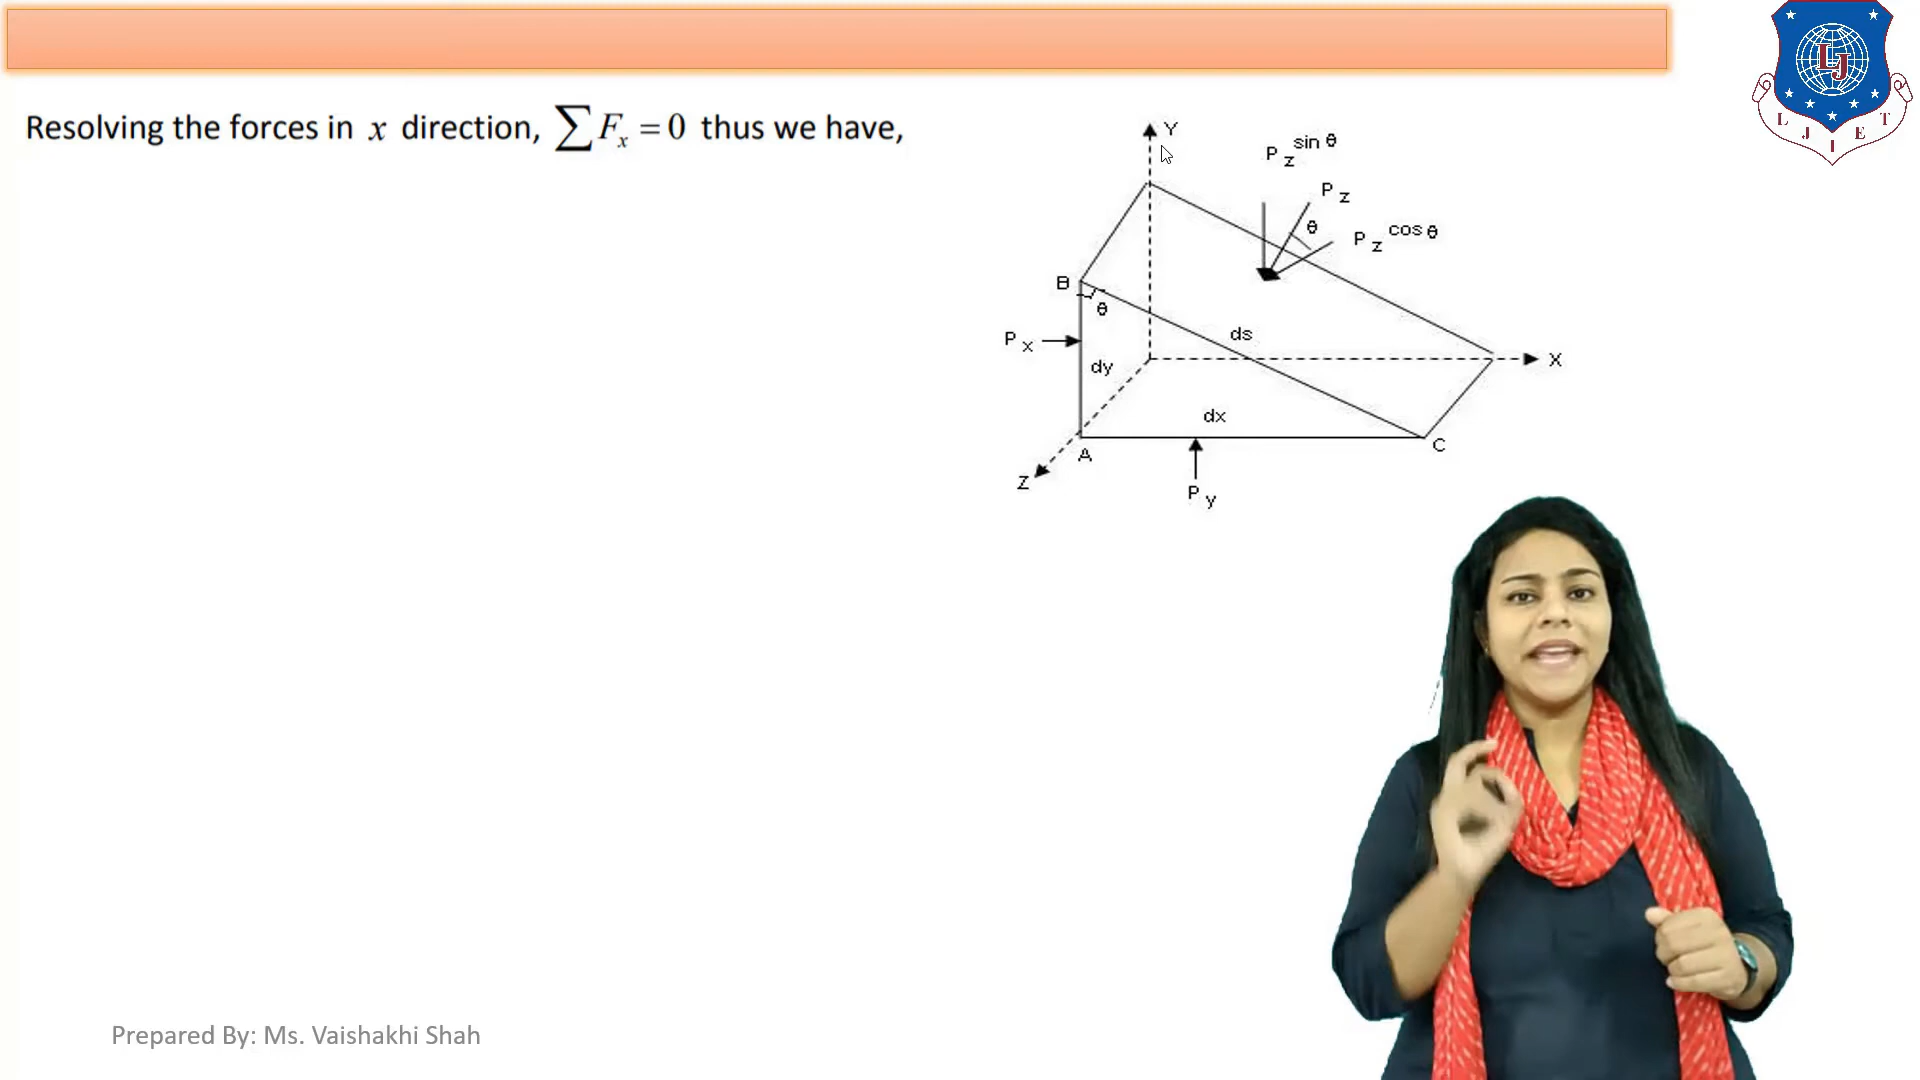 Resolving the forces in x direction, ∑Fx = 0 thus we have,
L J I E T
LJ
Y
Pz sin θ
Pz
θ
Pz cos θ
B
θ
Px
ds
X
dy
dx
A
C
Z
Py
Prepared By: Ms. Vaishakhi Shah